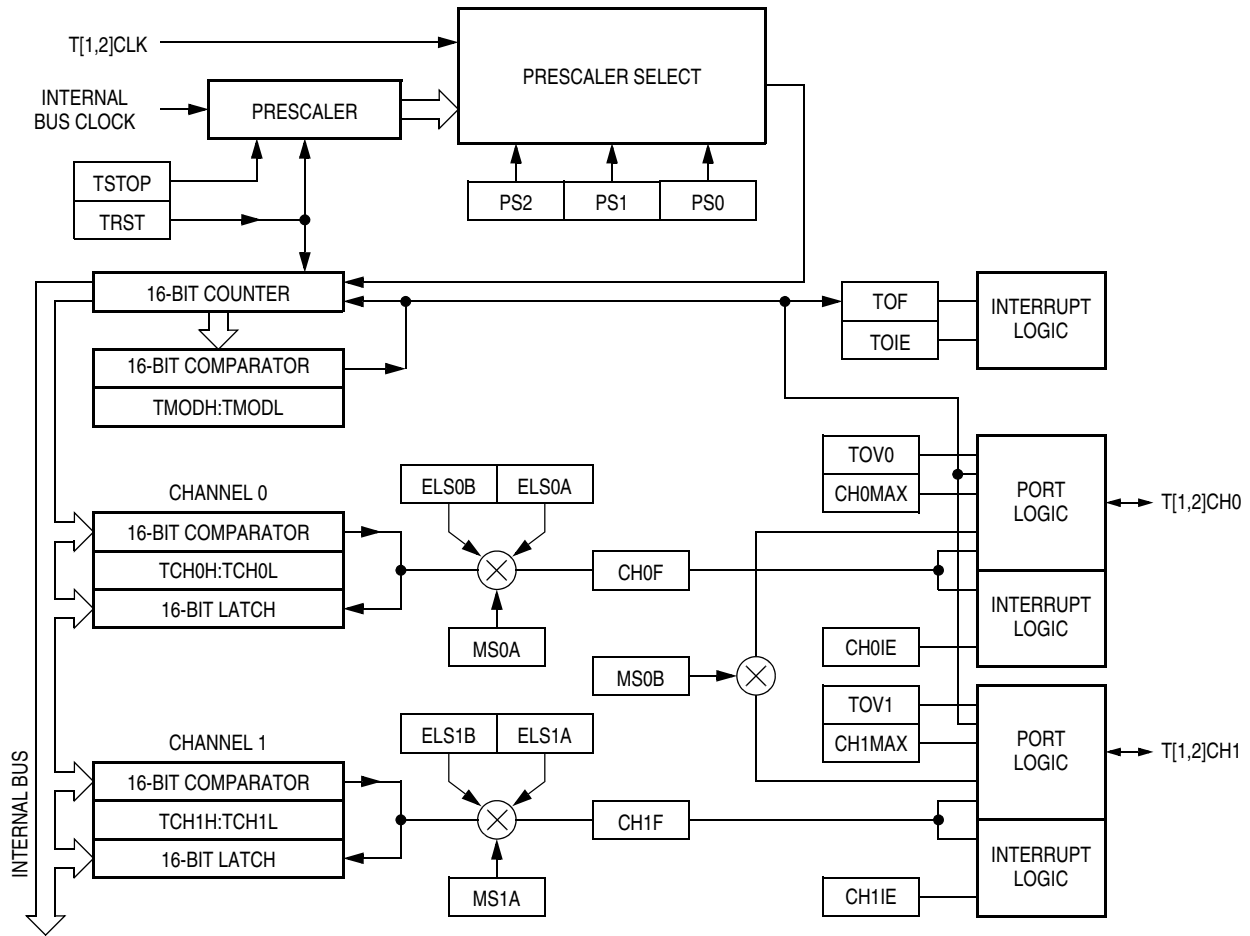 T[1,2]CLK
PRESCALER SELECT
INTERNAL
BUS CLOCK
PRESCALER
TSTOP
TRST
PS2
PS1
PS0
16-BIT COUNTER
16-BIT COMPARATOR
TMODH:TMODL
TOF
TOIE
INTERRUPT
LOGIC
CHANNEL 0
16-BIT COMPARATOR
TCH0H:TCH0L
16-BIT LATCH
ELS0B
ELS0A
MS0A
CH0F
TOV0
CH0MAX
PORT
LOGIC
T[1,2]CH0
INTERRUPT
LOGIC
CH0IE
MS0B
CHANNEL 1
16-BIT COMPARATOR
TCH1H:TCH1L
16-BIT LATCH
ELS1B
ELS1A
MS1A
CH1F
TOV1
CH1MAX
PORT
LOGIC
T[1,2]CH1
INTERRUPT
LOGIC
CH1IE
INTERNAL BUS